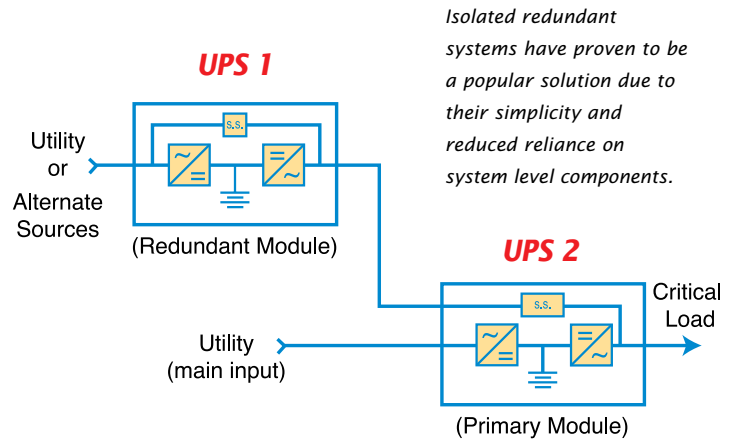 Isolated redundant
systems have proven to be
a popular solution due to
their simplicity and
reduced reliance on
system level components.
UPS 1
s.s.
Utility
or
Alternate
Sources
(Redundant Module)
UPS 2
s.s.
Critical
Load
Utility
(main input)
(Primary Module)